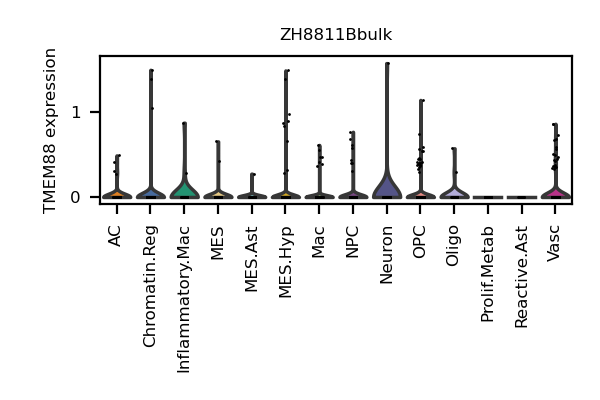 ZH8811Bbulk
TMEM88 expression
1
0
AC
Chromatin.Reg
Inflammatory.Mac
MES
MES.Ast
MES.Hyp
Mac
NPC
Neuron
OPC
Oligo
Prolif.Metab
Reactive.Ast
Vasc